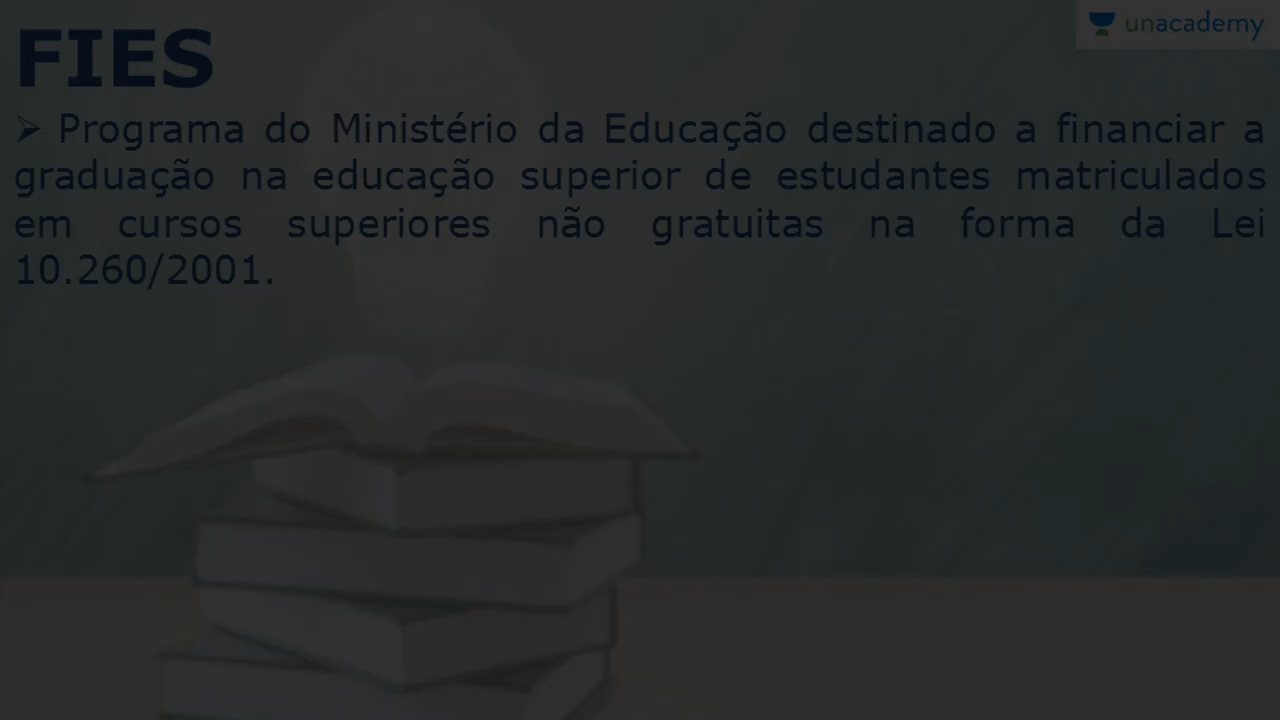 unacademy
FIES
➢ Programa do Ministério da Educação destinado a financiar a
graduação na educação superior de estudantes matriculados
em cursos superiores não gratuitas na forma da Lei
10.260/2001.